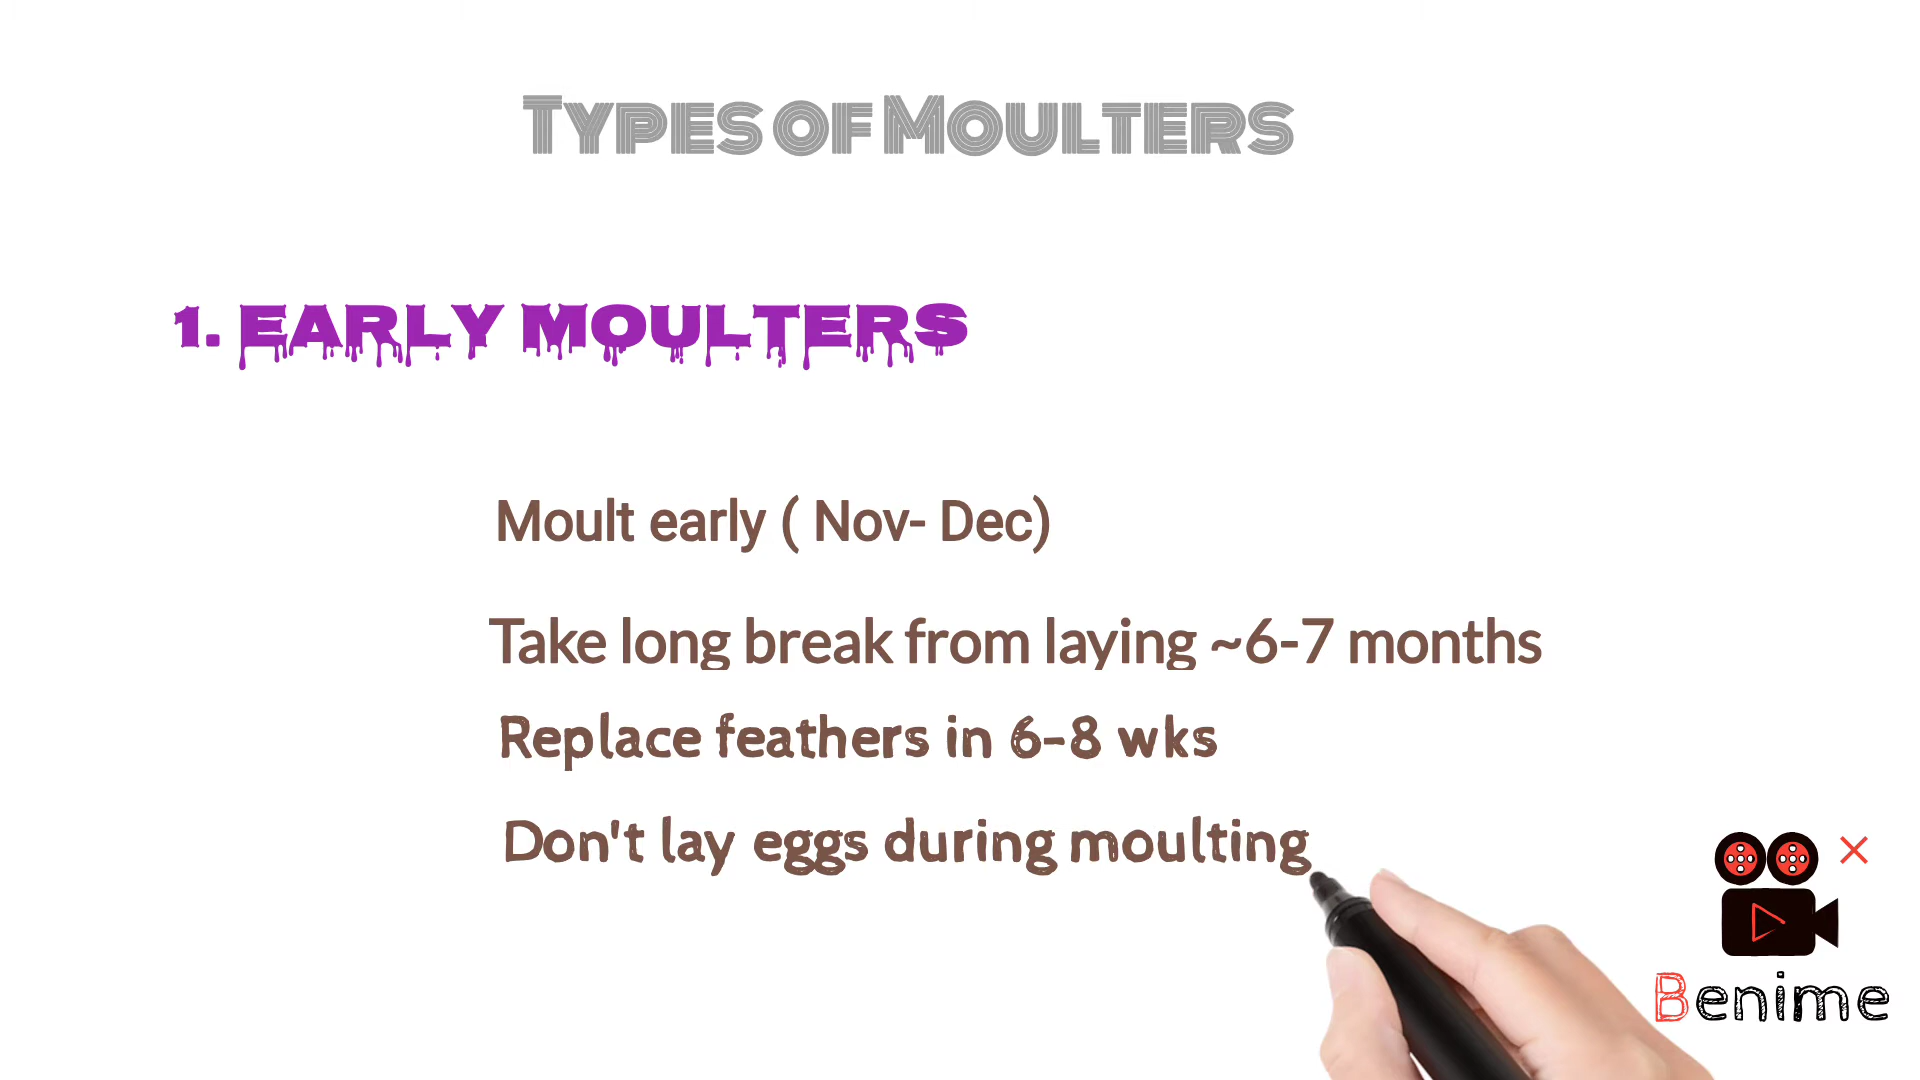 Types of Moulters
1. Early Moulters
Moult early ( Nov- Dec)
Take long break from laying ~6-7 months
Replace feathers in 6-8 wks
Don't lay eggs during moulting
Benime